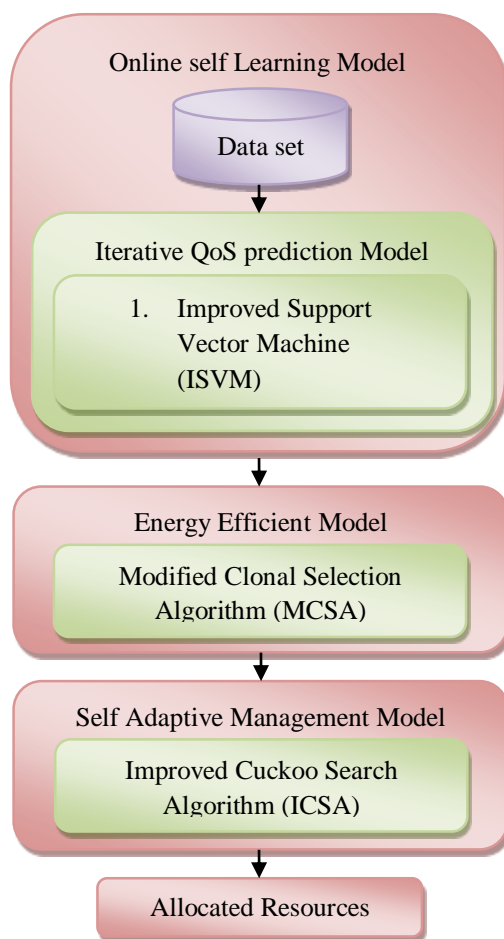 Online self Learning Model
Data set
Iterative QoS prediction Model
1. Improved Support
Vector Machine
(ISVM)
Energy Efficient Model
Modified Clonal Selection
Algorithm (MCSA)
Self Adaptive Management Model
Improved Cuckoo Search
Algorithm (ICSA)
Allocated Resources